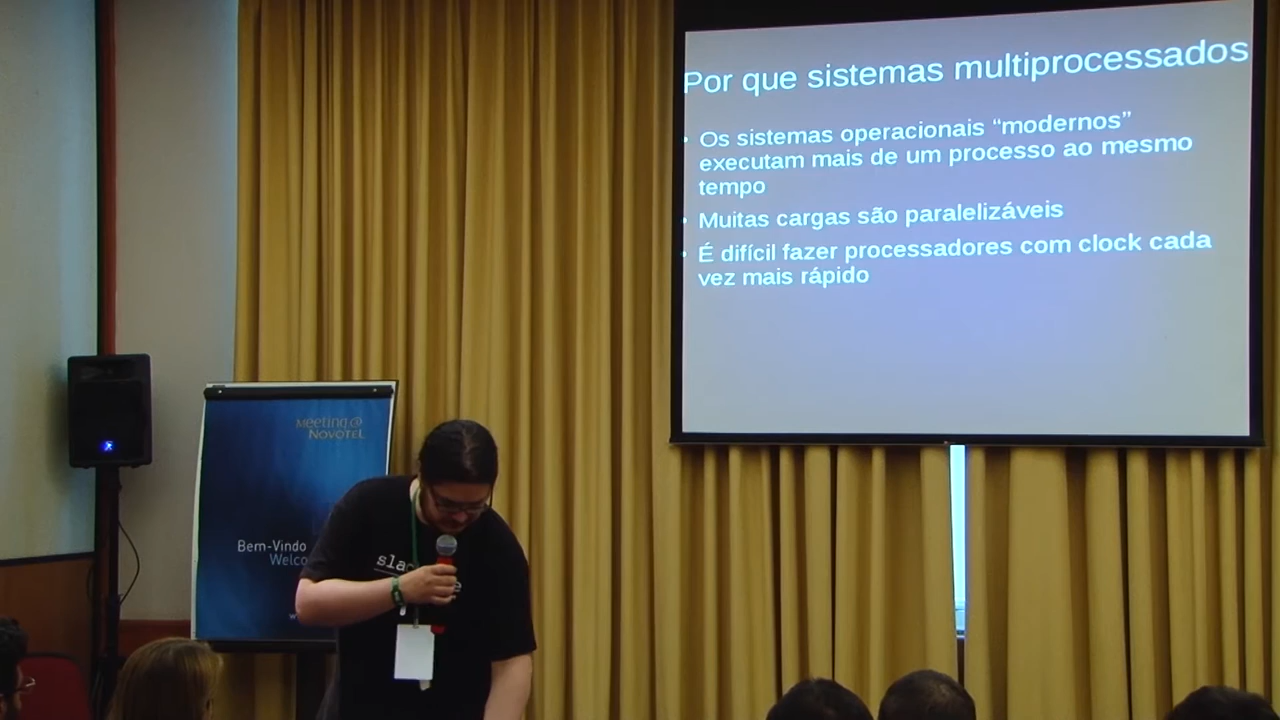 Por que sistemas multiprocessados
• Os sistemas operacionais “modernos”
executam mais de um processo ao mesmo
tempo
• Muitas cargas são paralelizáveis
• É difícil fazer processadores com clock cada
vez mais rápido
Meeting@
Novotel
Bem-Vindo